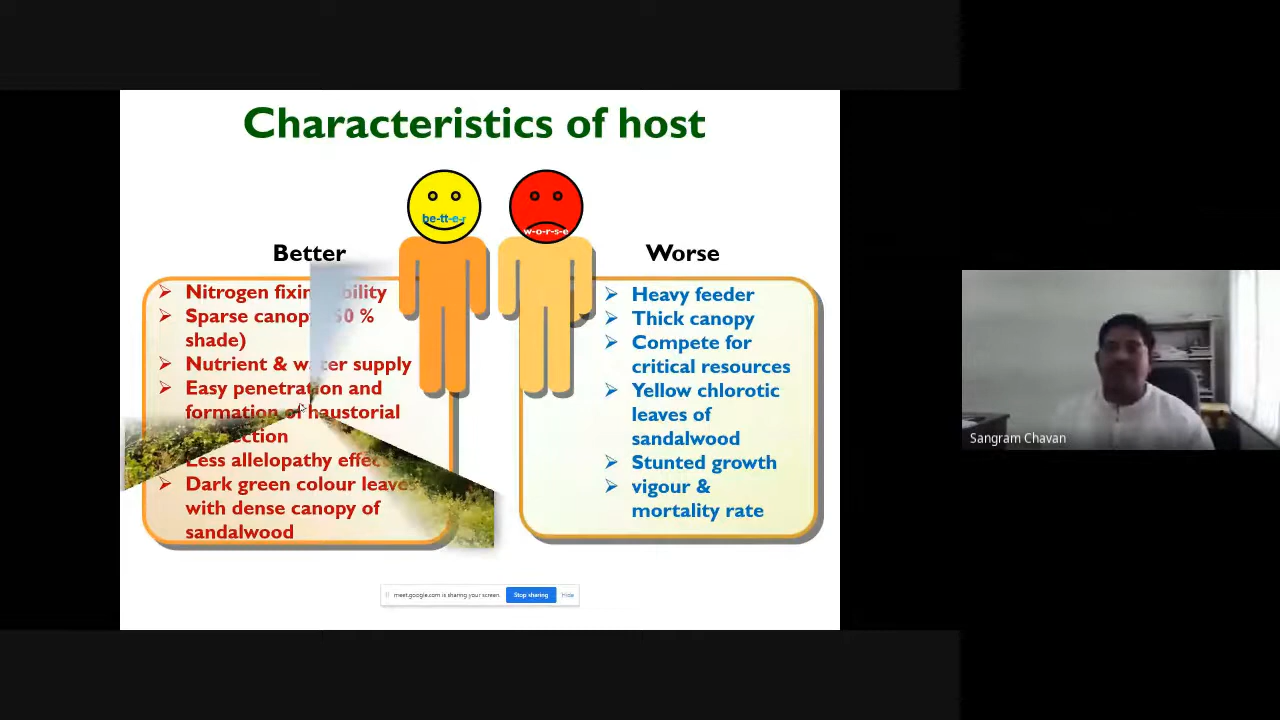 Characteristics of host
be-tt-e-r
w-o-r-s-e
Better
Worse
Nitrogen fixing ability
Sparse canopy (50 %
shade)
Nutrient & water supply
Easy penetration and
formation of haustorial
Less allelopathy effect
Dark green colour leaves
with dense canopy of
sandalwood
Heavy feeder
Thick canopy
Compete for
critical resources
Yellow chlorotic
leaves of
sandalwood
Stunted growth
vigour &
mortality rate
meet.google.com is sharing your screen. Stop sharing Hide
Sangram Chavan